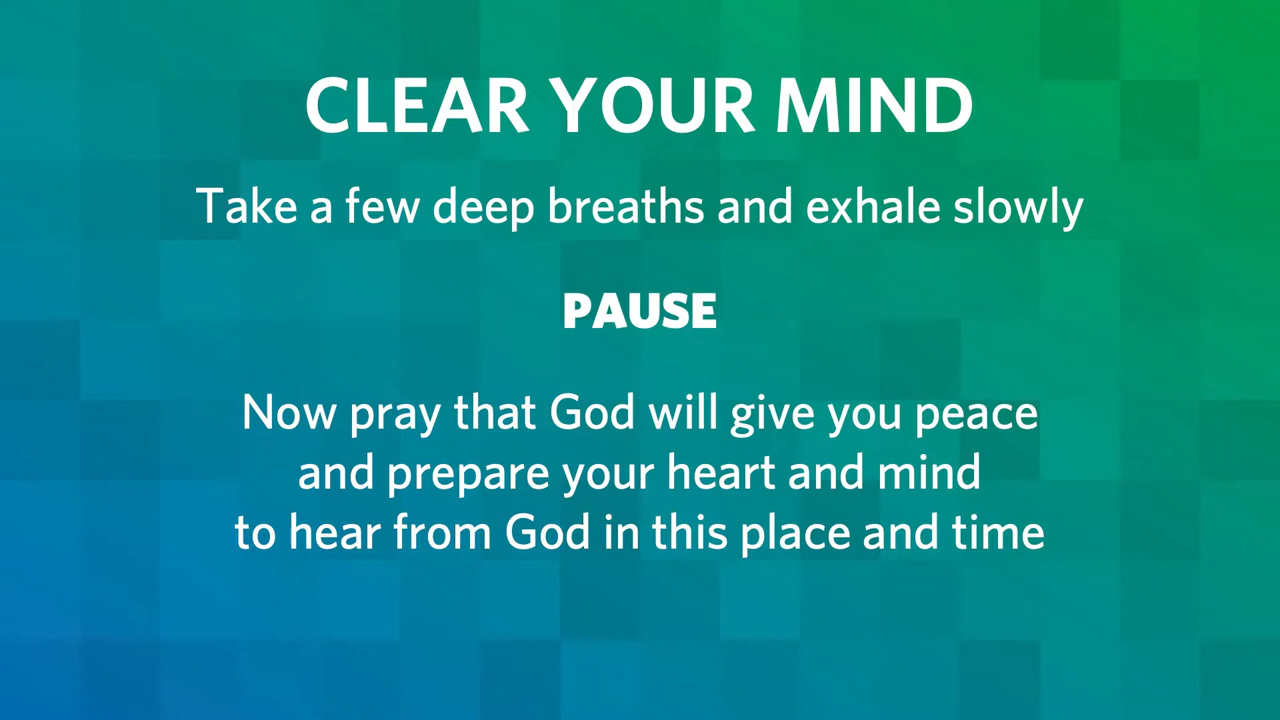 CLEAR YOUR MIND
Take a few deep breaths and exhale slowly
PAUSE
Now pray that God will give you peace
and prepare your heart and mind
to hear from God in this place and time